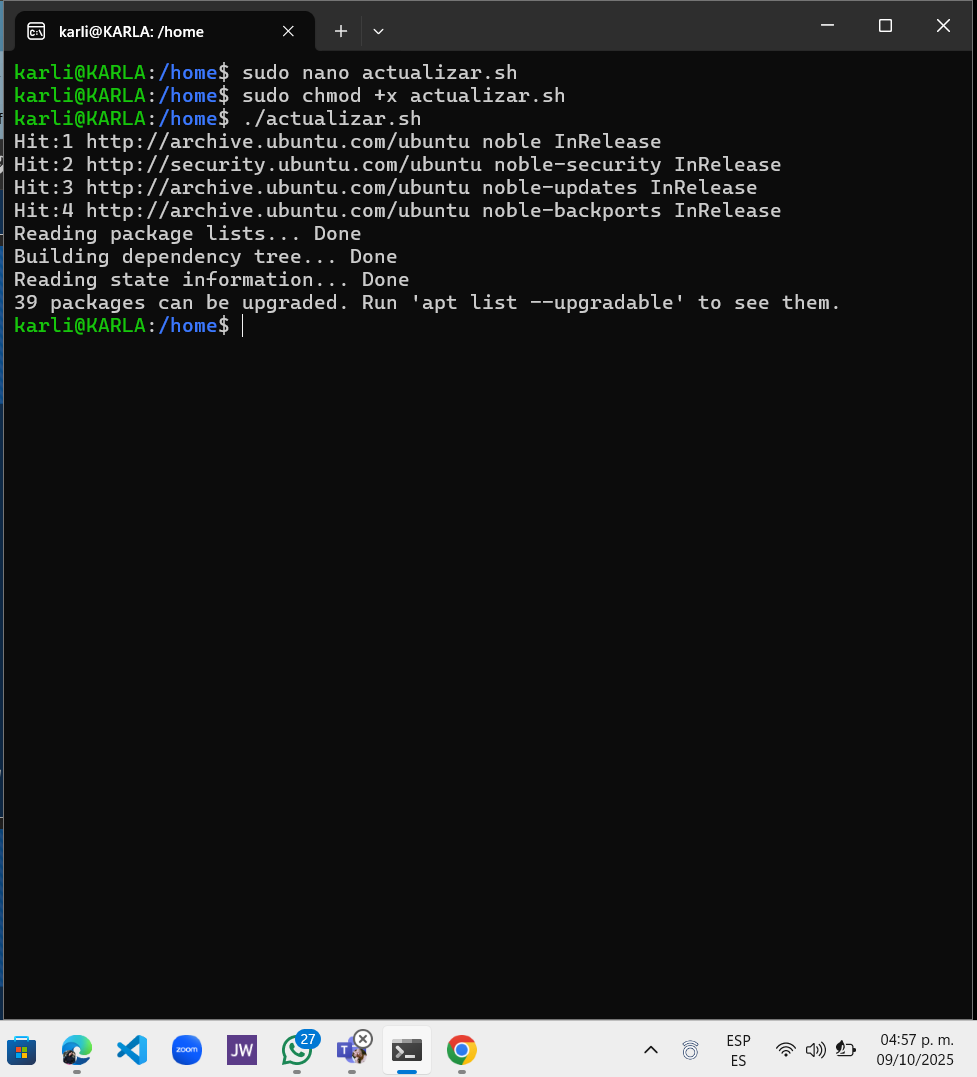 karli@KARLA: /home
karli@KARLA:/home$ sudo nano actualizar.sh
karli@KARLA:/home$ sudo chmod +x actualizar.sh
karli@KARLA:/home$ ./actualizar.sh
Hit:1 http://archive.ubuntu.com/ubuntu noble InRelease
Hit:2 http://security.ubuntu.com/ubuntu noble-security InRelease
Hit:3 http://archive.ubuntu.com/ubuntu noble-updates InRelease
Hit:4 http://archive.ubuntu.com/ubuntu noble-backports InRelease
Reading package lists... Done
Building dependency tree... Done
Reading state information... Done
39 packages can be upgraded. Run 'apt list --upgradable' to see them.
karli@KARLA:/home$
zoom
JW
27
T
ESP
ES
04:57 p. m.
09/10/2025